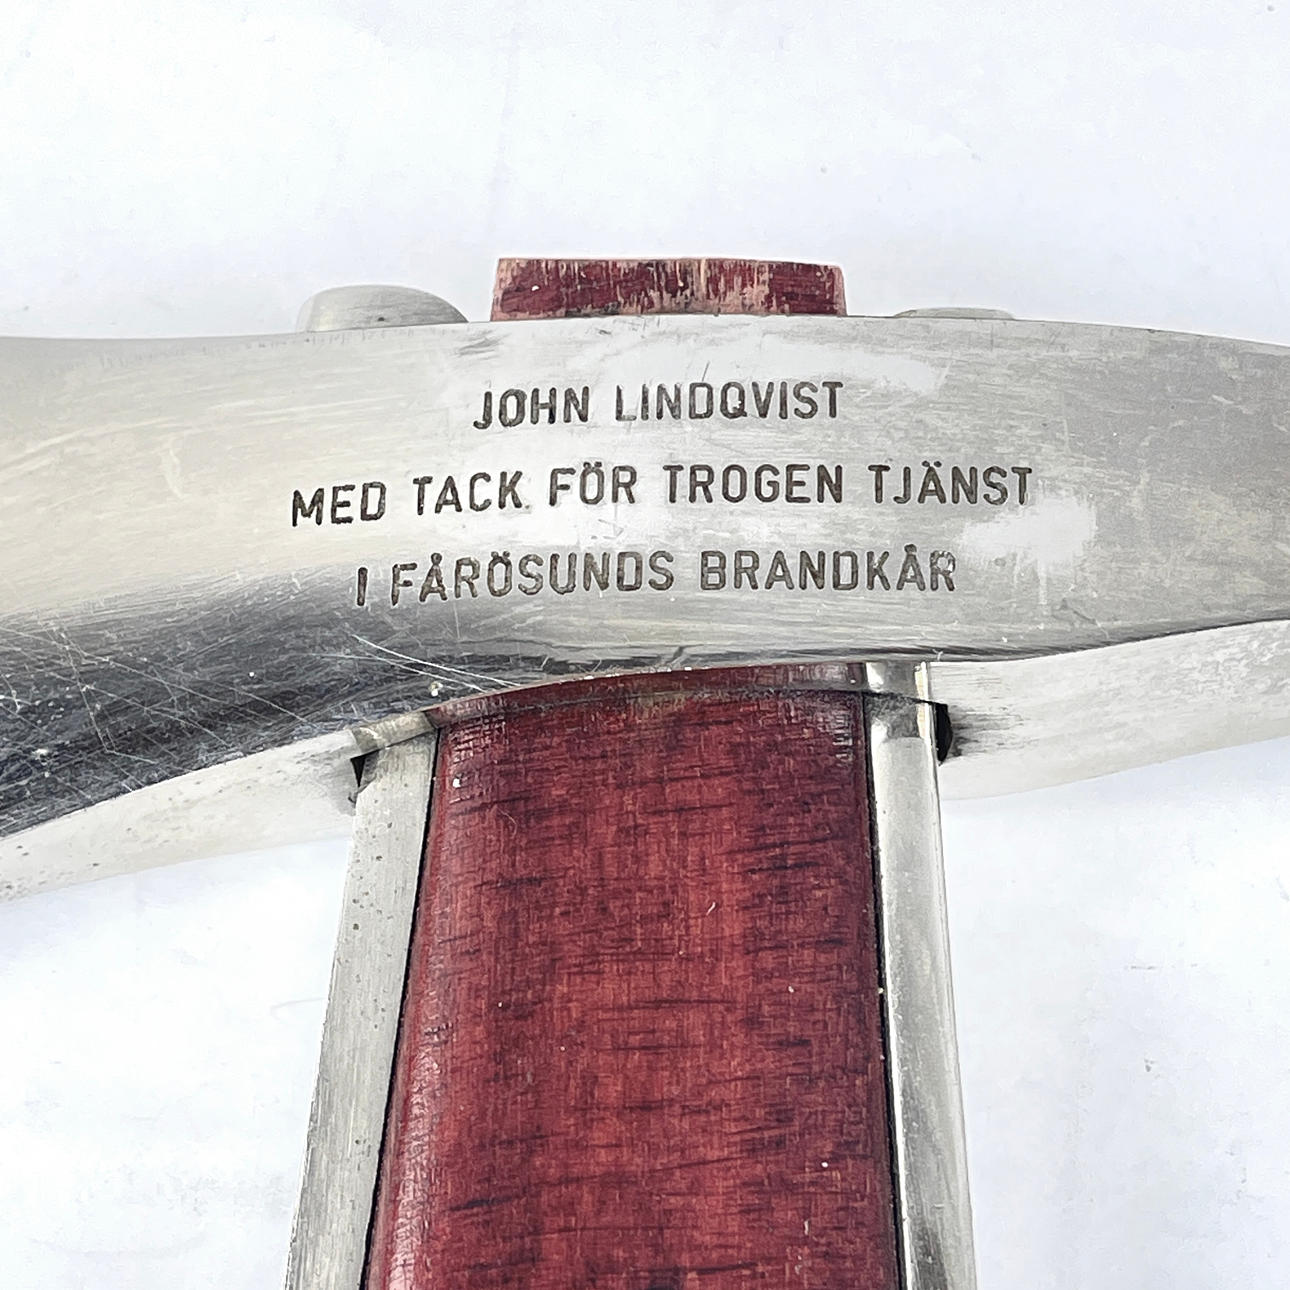 JOHN LINDQVIST
MED TACK FÖR TROGEN TJÄNST
I FÅRÖSUNDS BRANDKÅR